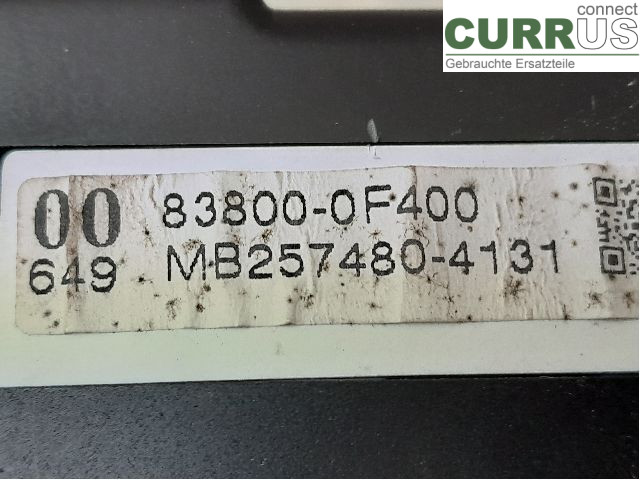 connect
CURRUS
Gebrauchte Ersatzteile
00 83800-0F400
649 MB257480-4131